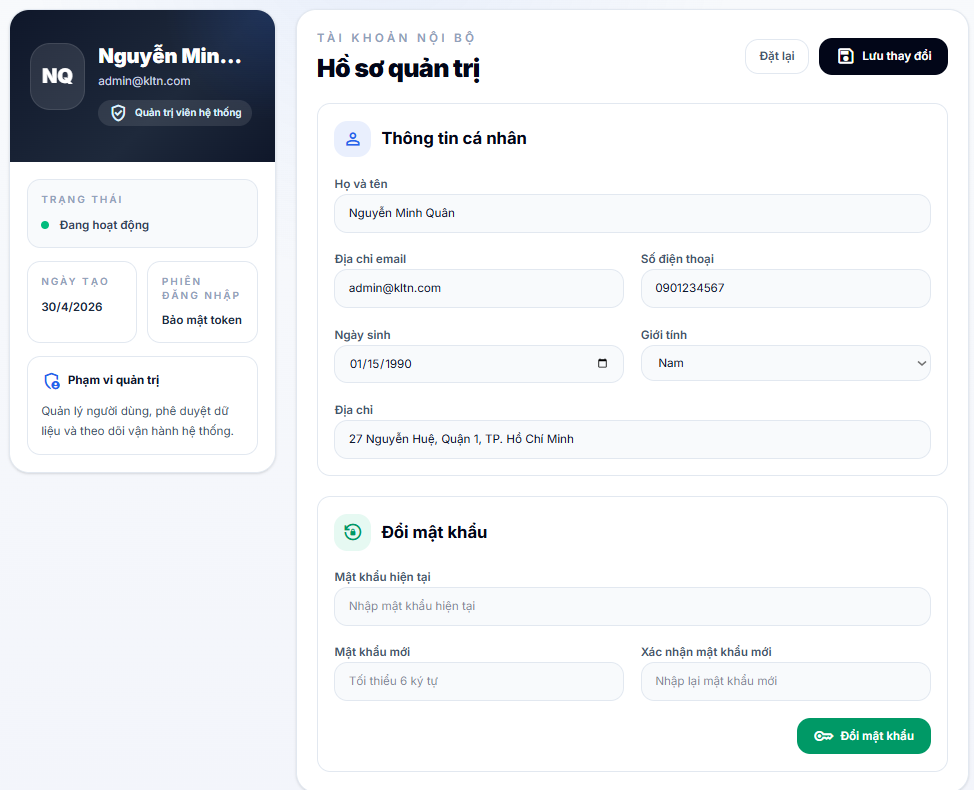 NQ
Nguyễn Min...
admin@kltn.com
Quản trị viên hệ thống
TRẠNG THÁI
Đang hoạt động
NGÀY TẠO
30/4/2026
PHIÊN
ĐĂNG NHẬP
Bảo mật token
Phạm vi quản trị
Quản lý người dùng, phê duyệt dữ
liệu và theo dõi vận hành hệ thống.
TÀI KHOẢN NỘI BỘ
Hồ sơ quản trị
Đặt lại
Lưu thay đổi
Thông tin cá nhân
Họ và tên
Nguyễn Minh Quân
Địa chỉ email
Số điện thoại
admin@kltn.com
0901234567
Ngày sinh
Giới tính
01/15/1990
Nam
Địa chỉ
27 Nguyễn Huệ, Quận 1, TP. Hồ Chí Minh
Đổi mật khẩu
Mật khẩu hiện tại
Nhập mật khẩu hiện tại
Mật khẩu mới
Xác nhận mật khẩu mới
Tối thiểu 6 ký tự
Nhập lại mật khẩu mới
Đổi mật khẩu